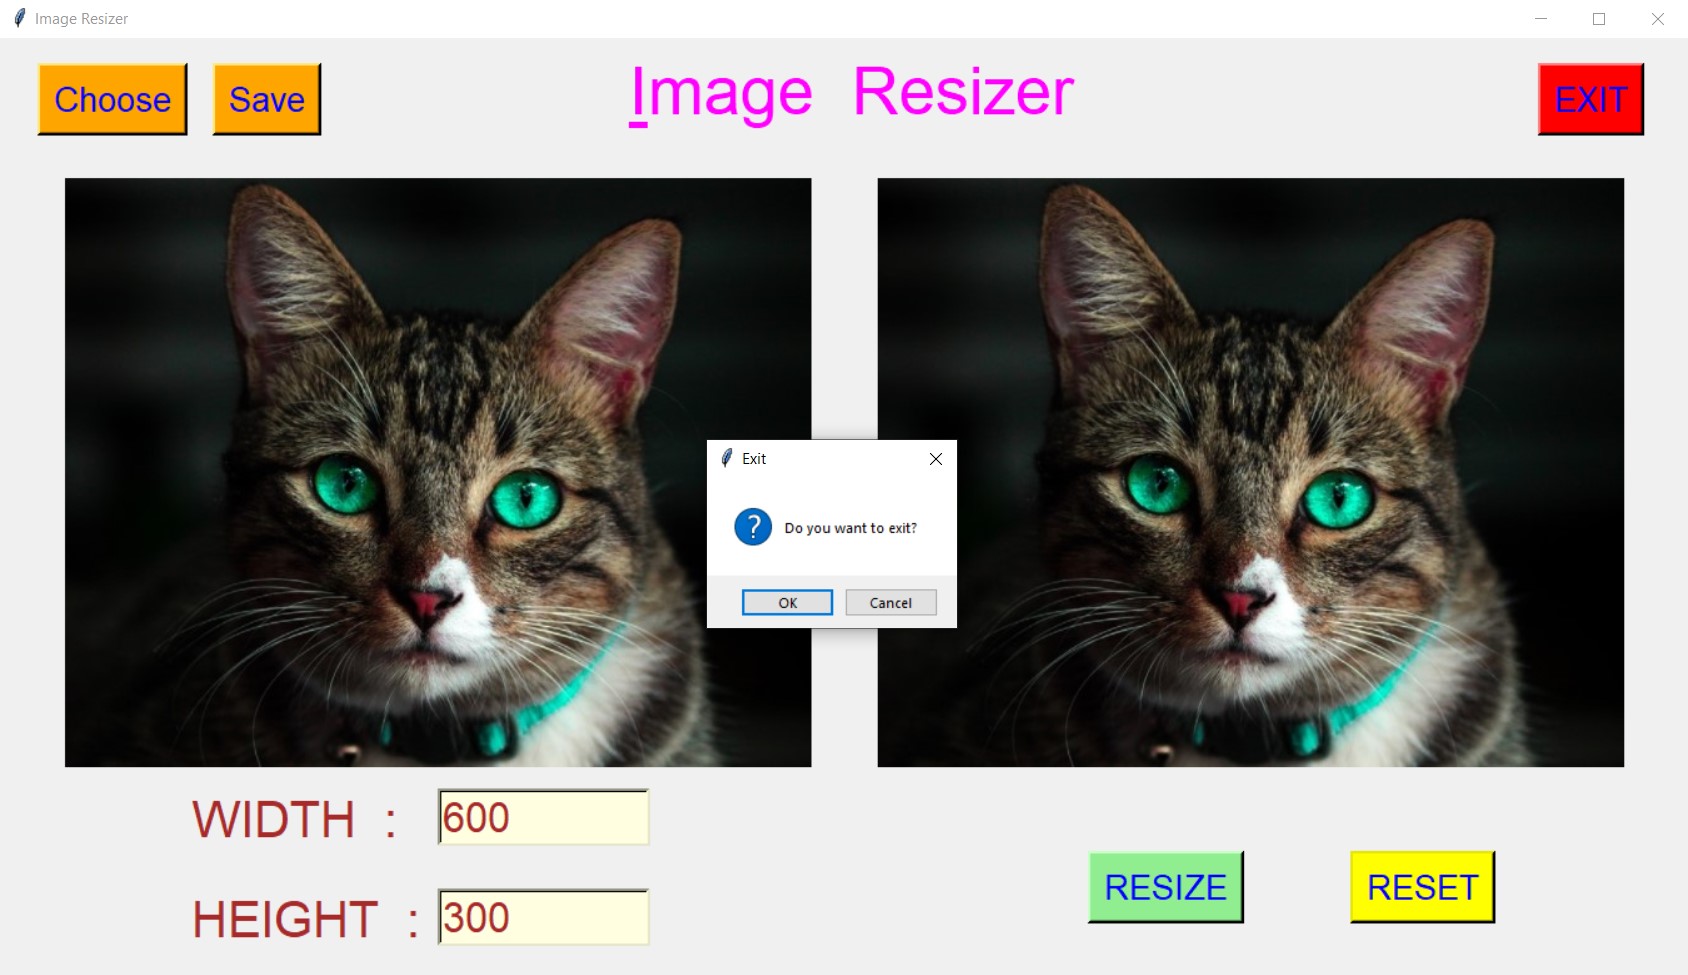 Image Resizer
Choose
Save
Image Resizer
EXIT
Exit
?
Do you want to exit?
OK
Cancel
WIDTH :
600
HEIGHT :
300
RESIZE
RESET